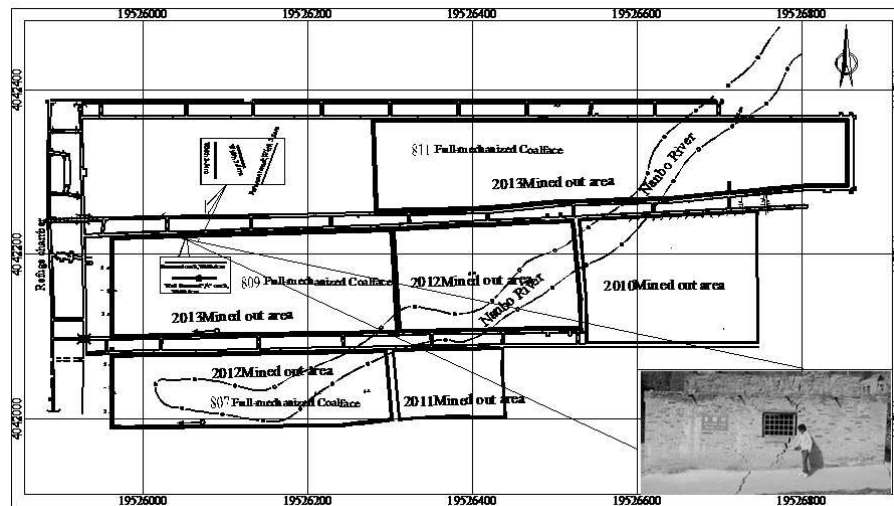 19526000 19526200 19526400 19526600 19526800
4042400
811 Full-mechanized Coalface
2013Mined out area
Nanbo River
4042200
Refuge chamber
809 Full-mechanized Coalface
2012Mined out area
2010Mined out area
Nanbo River
2013Mined out area
2012Mined out area
807 Full-mechanized Coalface
2011Mined out area
4042000
19526000 19526200 19526400 19526600 19526800